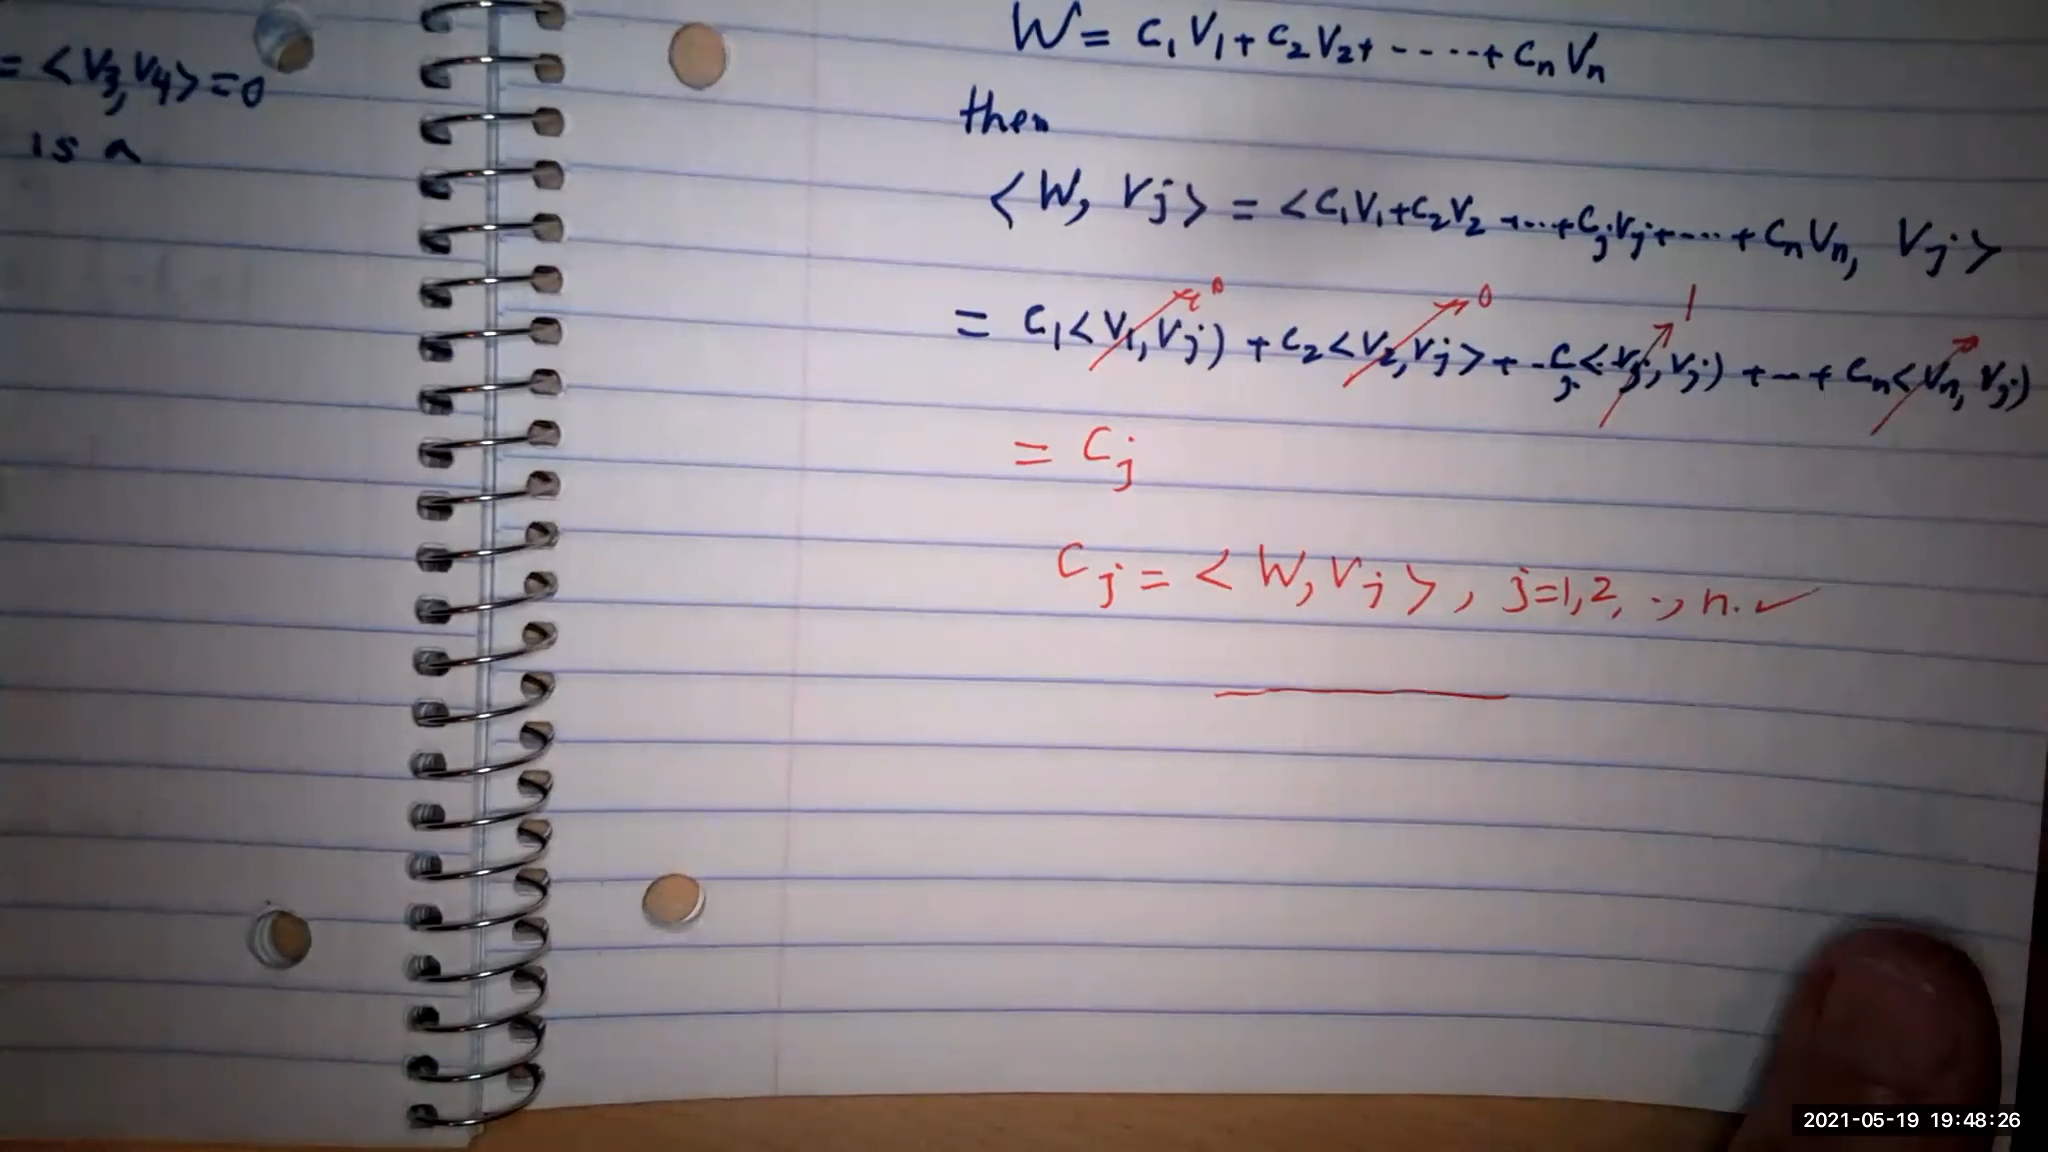 = <V3, V4> = 0
is a
W = C1V1 + C2V2 + ----- + CnVn
then
<W, Vj> = <C1V1 + C2V2 + ... + CjVj + ---- + CnVn, Vj>
0 0 1
= C1<V1, Vj) + C2<V2, Vj> + - Cj<Vj, Vj) + -- + Cn<Vn, Vj)
= Cj
Cj = <W, Vj>, j=1,2, .., n. ✓
2021-05-19 19:48:26